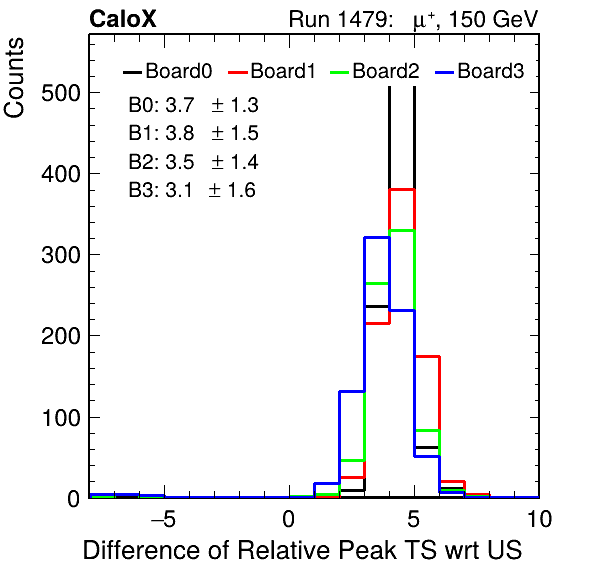 CaloX Run 1479: μ⁺, 150 GeV
Counts
Board0 Board1 Board2 Board3
B0: 3.7 ± 1.3
B1: 3.8 ± 1.5
B2: 3.5 ± 1.4
B3: 3.1 ± 1.6
500
400
300
200
100
0
−5 0 5 10
Difference of Relative Peak TS wrt US